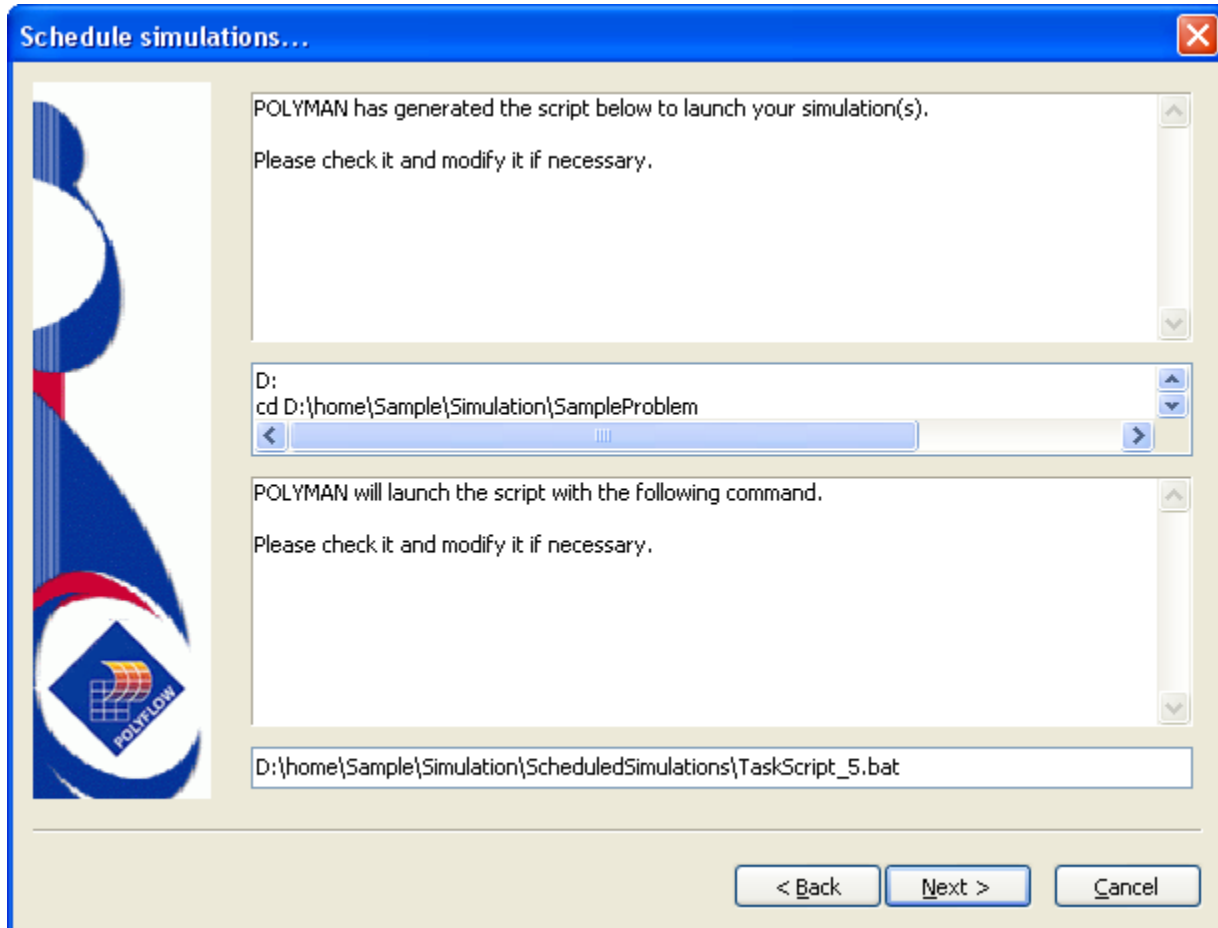 Schedule simulations...
POLYMAN has generated the script below to launch your simulation(s).
Please check it and modify it if necessary.
D:
cd D:\home\Sample\Simulation\SampleProblem
POLYMAN will launch the script with the following command.
Please check it and modify it if necessary.
POLYFLOW
D:\home\Sample\Simulation\ScheduledSimulations\TaskScript_5.bat
< Back
Next >
Cancel